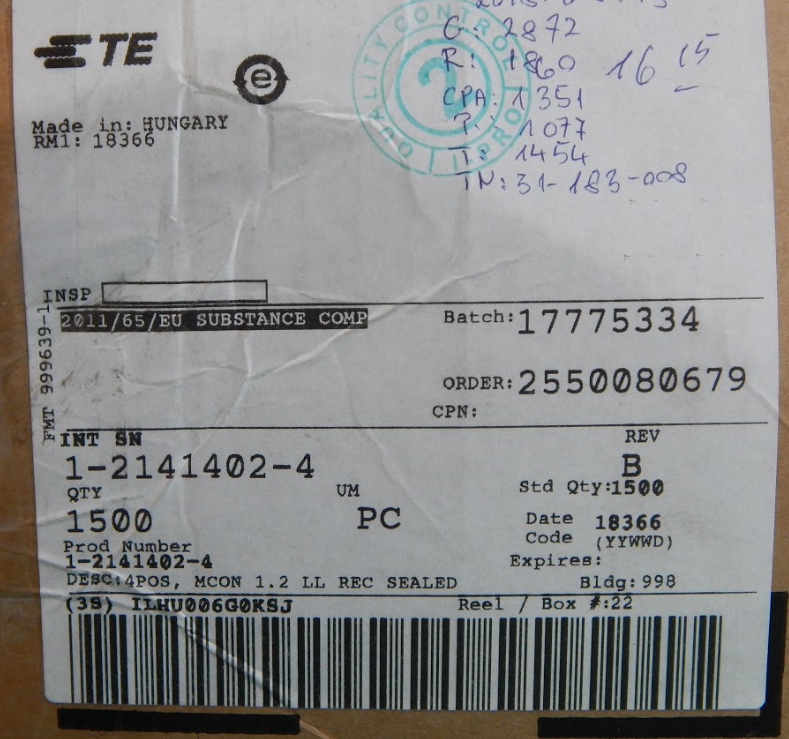 TE
QUALITY CONTROL
2
G: 2872
R: 1860
16 15
CPA: 1351
P: 1077
T: 1454
TN: 31-183-008
e
Made in: HUNGARY
RM1: 18366
INSP
2011/65/EU SUBSTANCE COMP
Batch: 17775334
ORDER: 2550080679
CPN:
FMT 999639-1
INT SN
REV
1-2141402-4
B
QTY
UM
Std Qty:1500
1500
PC
Date Code 18366 (YYWWD)
Prod Number
1-2141402-4
Expires:
DESC:4POS, MCON 1.2 LL REC SEALED
Bldg: 998
(3S) ILHU006G0KSJ
Reel / Box #:22